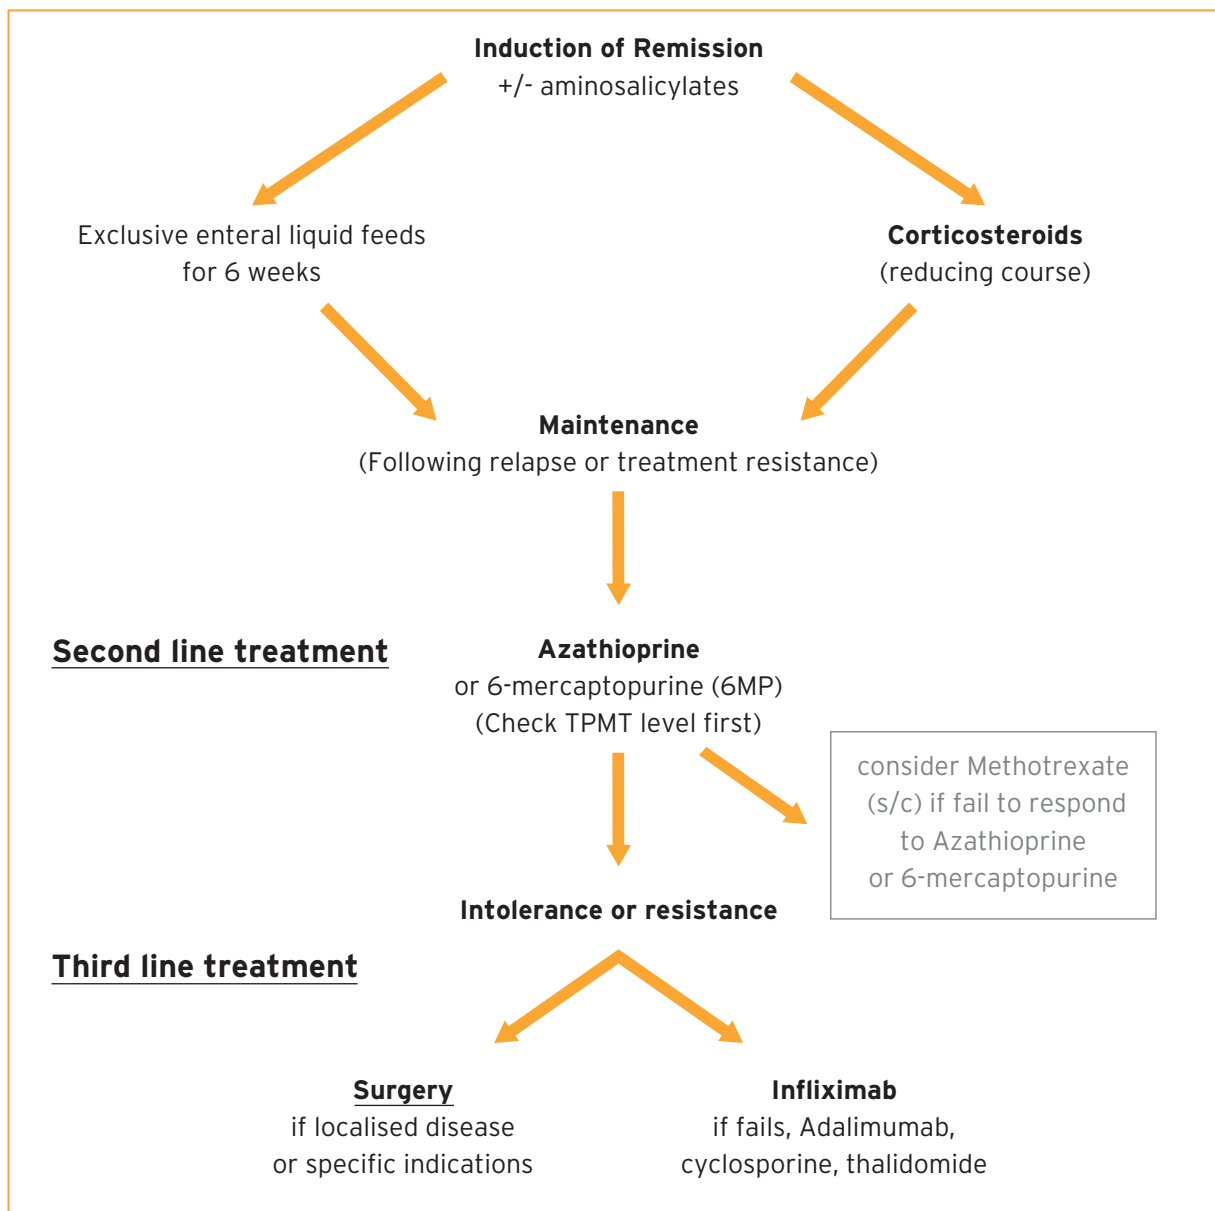 Induction of Remission
+/- aminosalicylates
Exclusive enteral liquid feeds
for 6 weeks
Corticosteroids
(reducing course)
Maintenance
(Following relapse or treatment resistance)
Second line treatment
Azathioprine
or 6-mercaptopurine (6MP)
(Check TPMT level first)
consider Methotrexate
(s/c) if fail to respond
to Azathioprine
or 6-mercaptopurine
Intolerance or resistance
Third line treatment
Surgery
if localised disease
or specific indications
Infliximab
if fails, Adalimumab,
cyclosporine, thalidomide